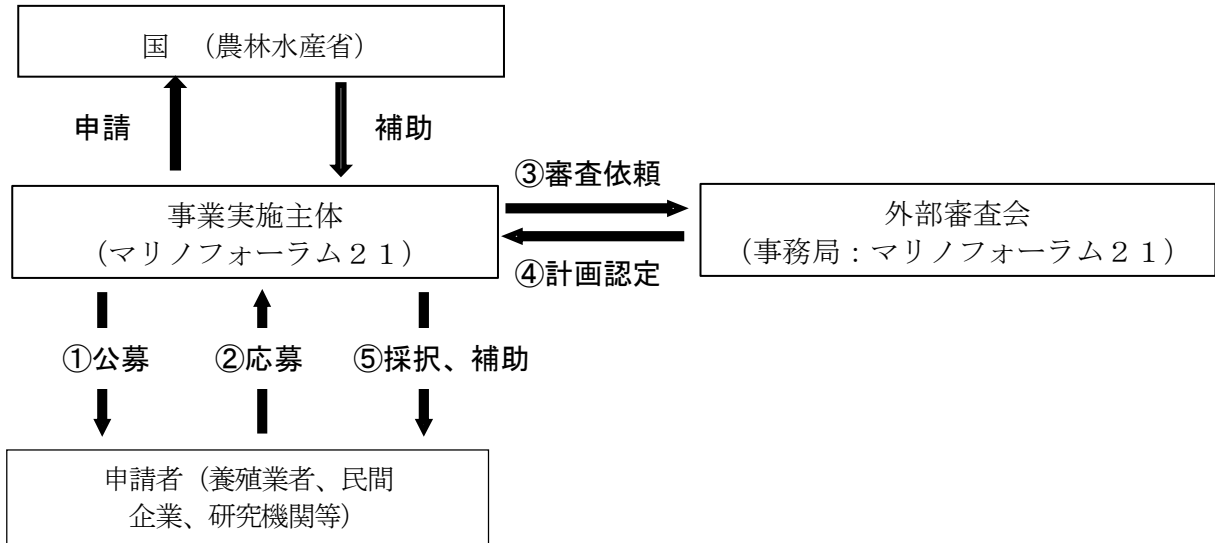 国　（農林水産省）
申請
補助
③審査依頼
事業実施主体
（マリノフォーラム２１）
外部審査会
（事務局：マリノフォーラム２１）
④計画認定
①公募
②応募
⑤採択、補助
申請者（養殖業者、民間
企業、研究機関等）